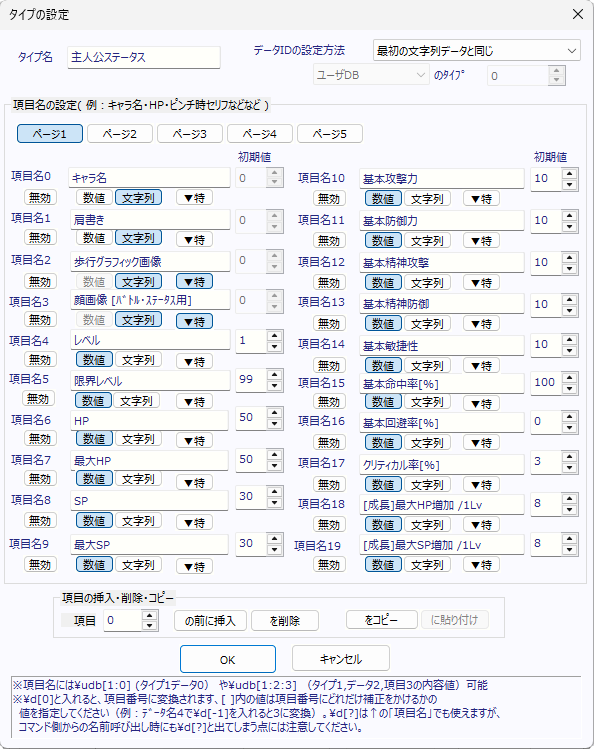 タイプの設定
タイプ名 主人公ステータス
データIDの設定方法 最初の文字列データと同じ
ユーザDB のタイプ 0
項目名の設定( 例：キャラ名・HP・ピンチ時セリフなどなど )
ページ1 ページ2 ページ3 ページ4 ページ5
初期値
項目名0 キャラ名 0
無効 数値 文字列 ▼特
項目名1 肩書き 0
無効 数値 文字列 ▼特
項目名2 歩行グラフィック画像 0
無効 数値 文字列 ▼特
項目名3 顔画像 [バトル・ステータス用] 0
無効 数値 文字列 ▼特
項目名4 レベル 1
無効 数値 文字列 ▼特
項目名5 限界レベル 99
無効 数値 文字列 ▼特
項目名6 HP 50
無効 数値 文字列 ▼特
項目名7 最大HP 50
無効 数値 文字列 ▼特
項目名8 SP 30
無効 数値 文字列 ▼特
項目名9 最大SP 30
無効 数値 文字列 ▼特
初期値
項目名10 基本攻撃力 10
無効 数値 文字列 ▼特
項目名11 基本防御力 10
無効 数値 文字列 ▼特
項目名12 基本精神攻撃 10
無効 数値 文字列 ▼特
項目名13 基本精神防御 10
無効 数値 文字列 ▼特
項目名14 基本敏捷性 10
無効 数値 文字列 ▼特
項目名15 基本命中率[%] 100
無効 数値 文字列 ▼特
項目名16 基本回避率[%] 0
無効 数値 文字列 ▼特
項目名17 クリティカル率[%] 3
無効 数値 文字列 ▼特
項目名18 [成長]最大HP増加 /1Lv 8
無効 数値 文字列 ▼特
項目名19 [成長]最大SP増加 /1Lv 8
無効 数値 文字列 ▼特
項目の挿入・削除・コピー
項目 0 の前に挿入 を削除 をコピー に貼り付け
OK キャンセル
※項目名には¥udb[1:0] (タイプ1データ0） や¥udb[1:2:3] （タイプ1,データ2,項目3の内容値）可能
※¥d[0]と入れると、項目番号に変換されます、[ ]内の値は項目番号にどれだけ補正をかけるかの
値を指定してください（例：データ名4で¥d[-1]を入れると3に変換）。¥d[?]は↑の「項目名」でも使えますが、
コマンド側からの名前呼び出し時にも¥d[?]と出てしまう点には注意してください。